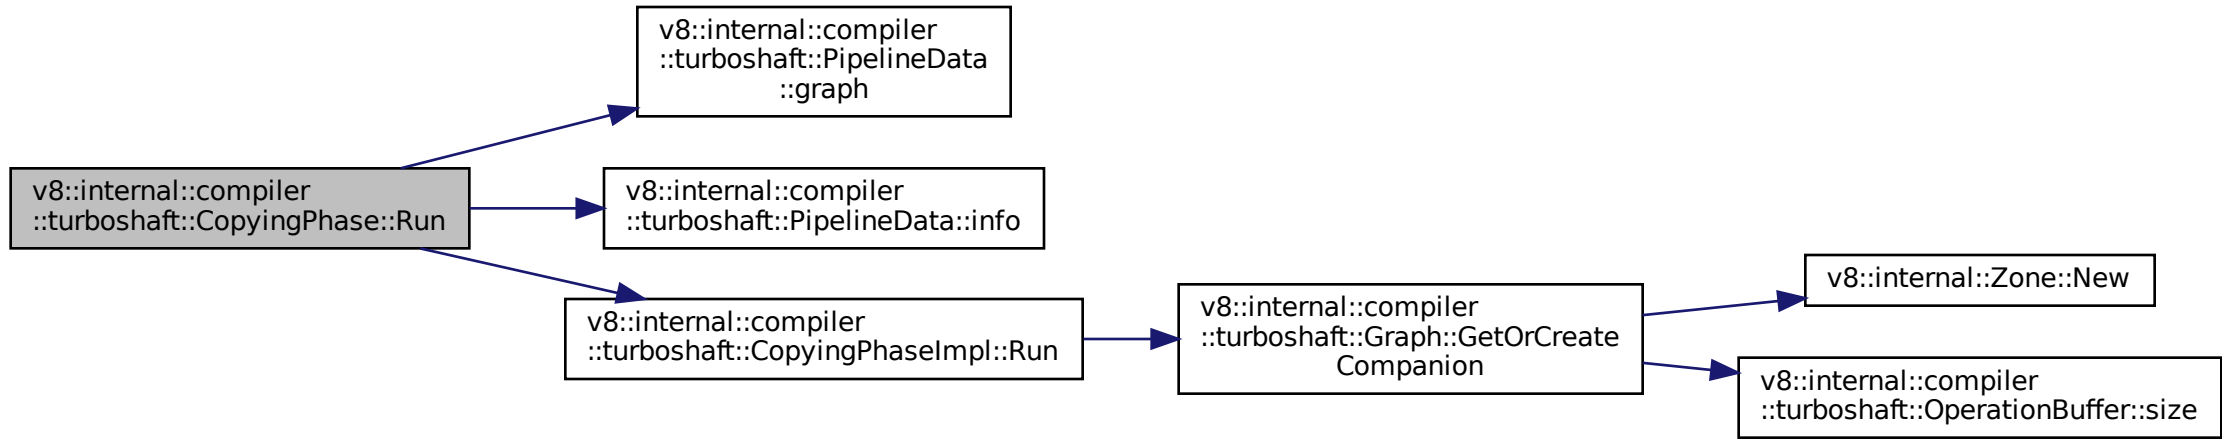 v8::internal::compiler
::turboshaft::PipelineData
::graph
v8::internal::compiler
::turboshaft::CopyingPhase::Run
v8::internal::compiler
::turboshaft::PipelineData::info
v8::internal::compiler
::turboshaft::CopyingPhaseImpl::Run
v8::internal::compiler
::turboshaft::Graph::GetOrCreate
Companion
v8::internal::Zone::New
v8::internal::compiler
::turboshaft::OperationBuffer::size